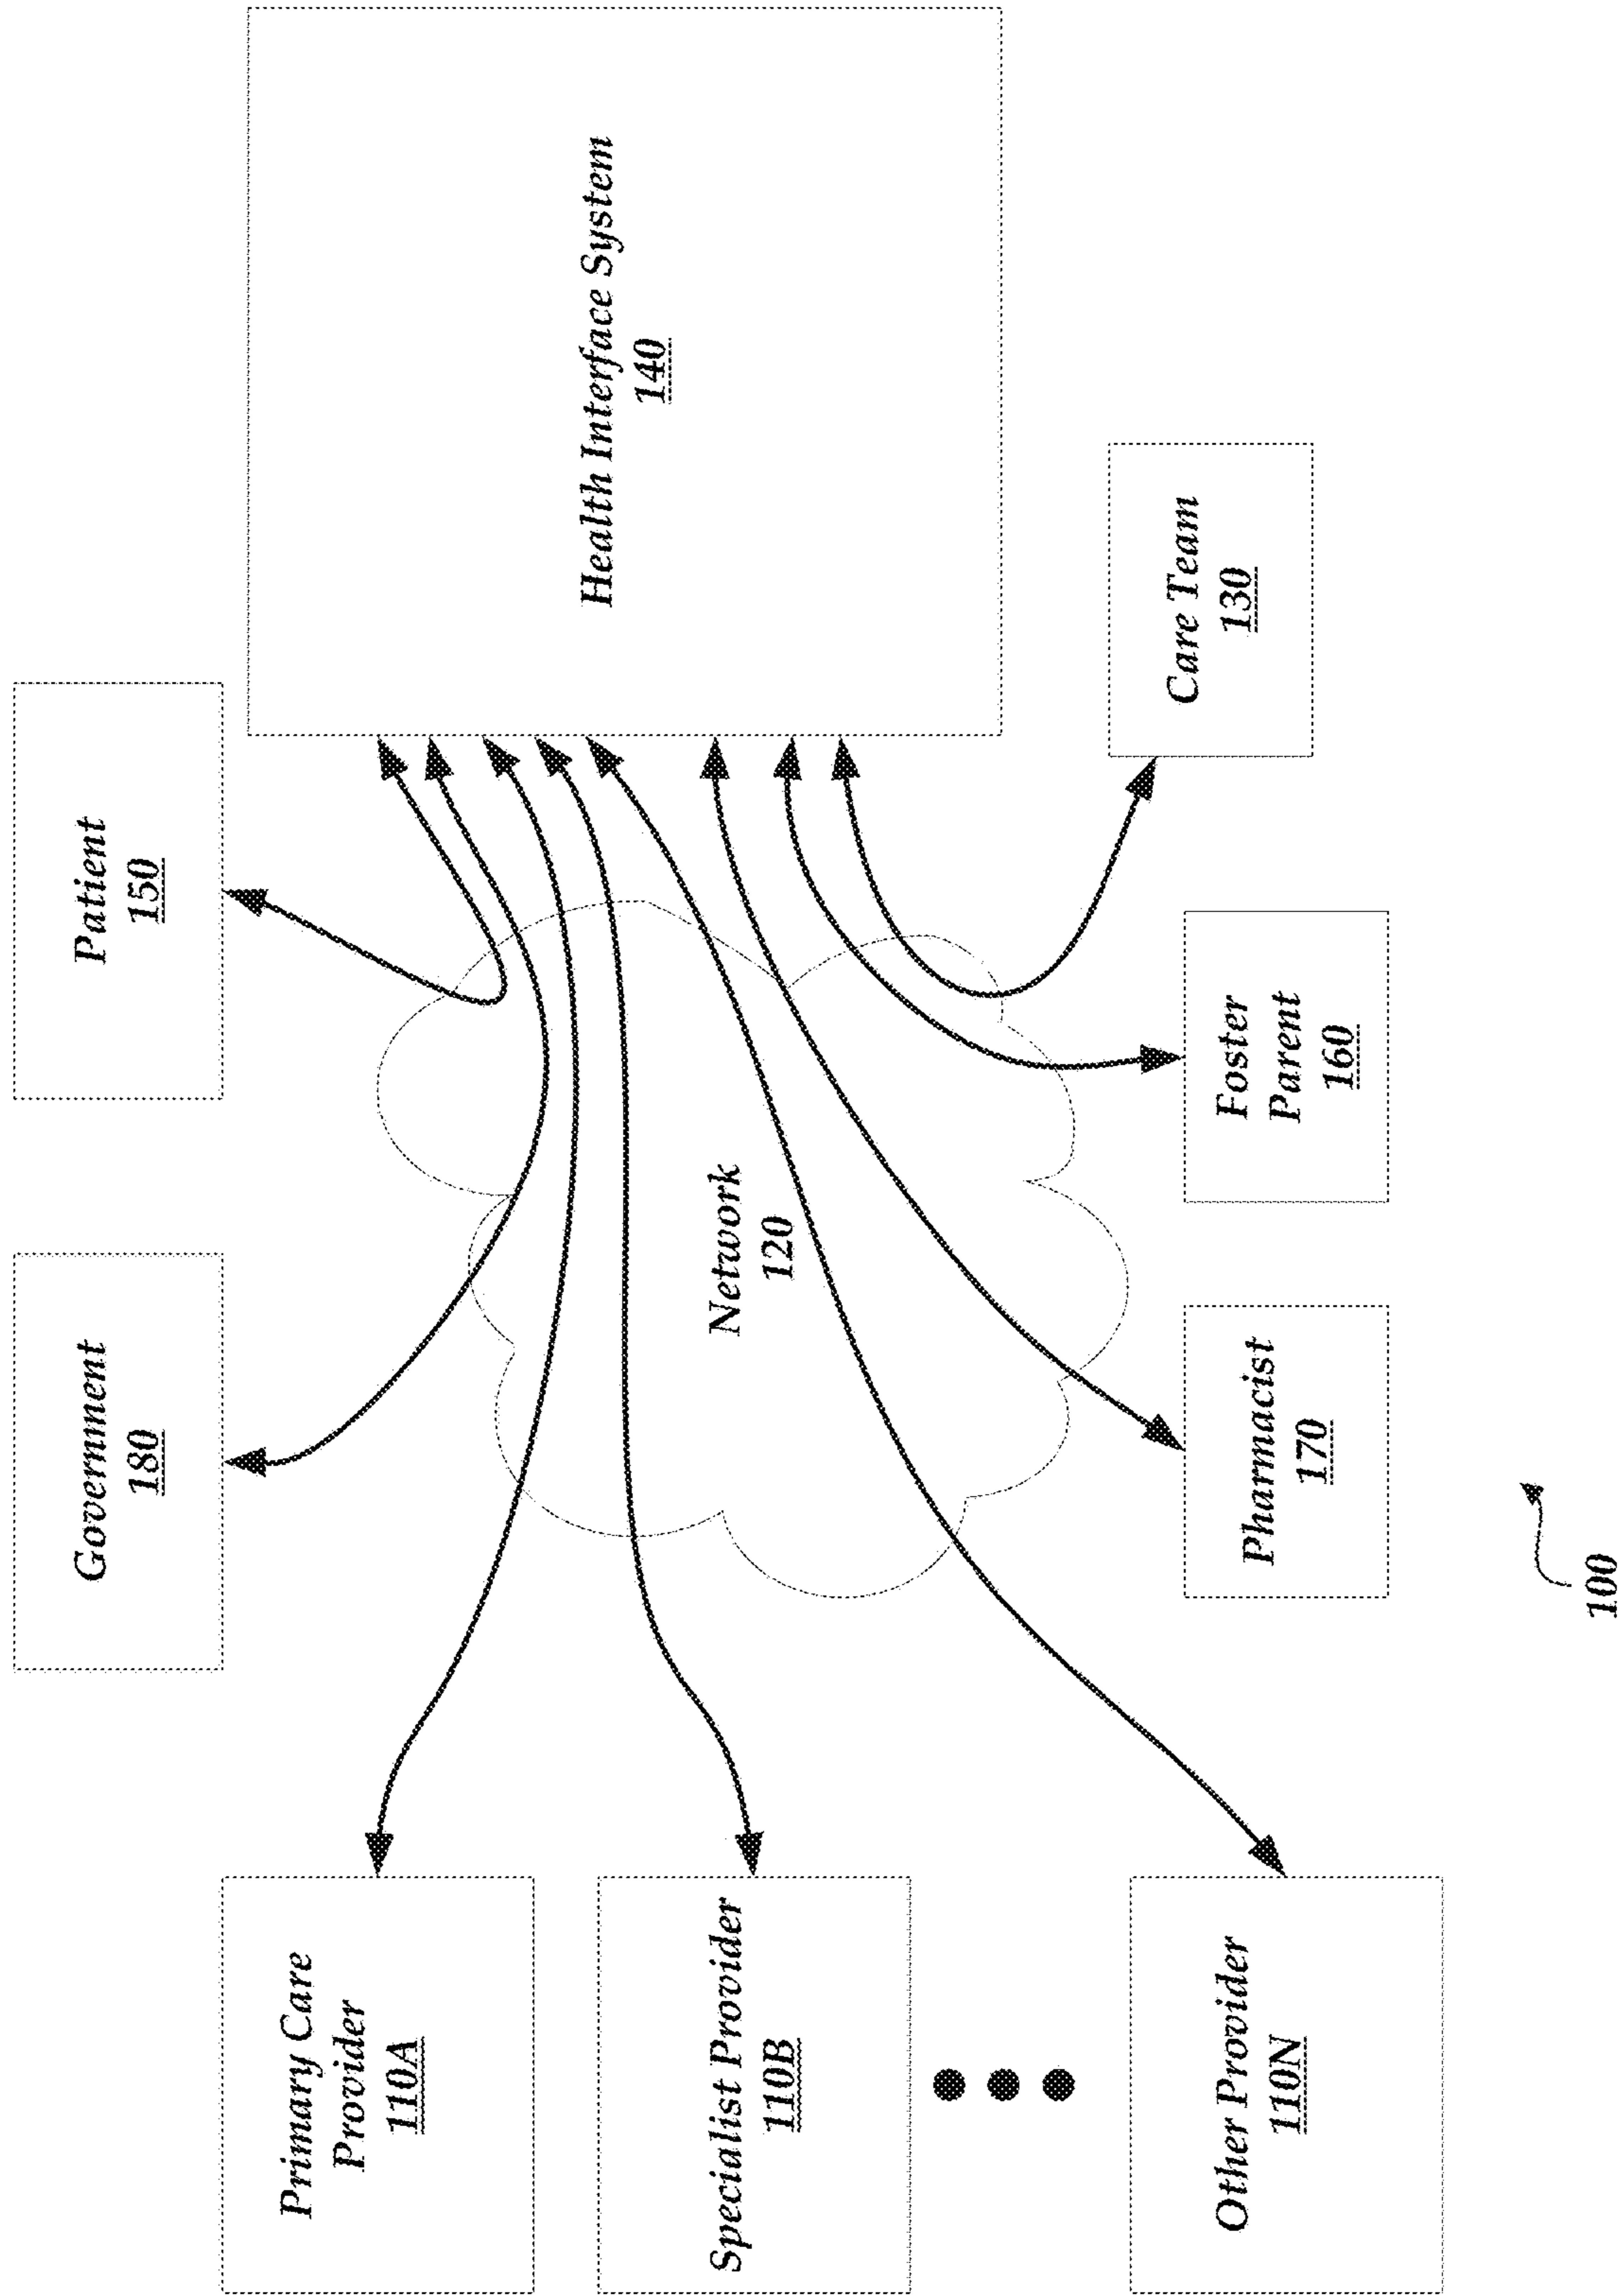 Government
180
Patient
150
Primary Care
Provider
110A
Specialist Provider
110B
Other Provider
110N
Network
120
Health Interface System
140
Pharmacist
170
Foster
Parent
160
Care Team
130
100